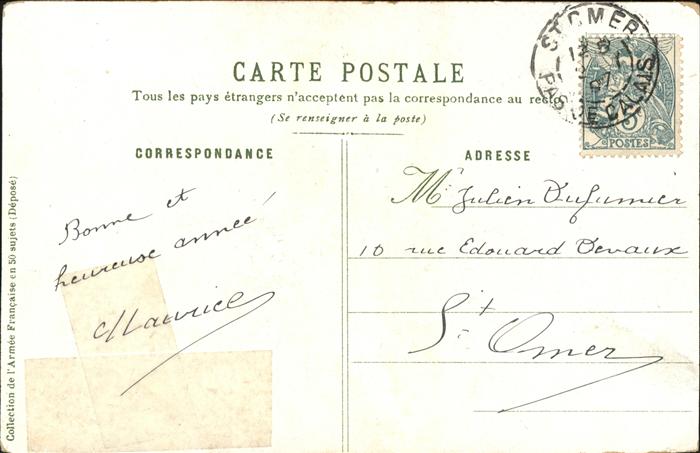 CARTE POSTALE
Tous les pays étrangers n'acceptent pas la correspondance au recto
(Se renseigner à la poste)
CORRESPONDANCE
Bonne et
heureuse année
Maurice
Collection de l'Armée Française en 50 sujets (Déposé)
ADRESSE
Mr Julien Dufumier
10 rue Edouard Devaux
St Omer
ST OMER
PAS DE CALAIS
5
POSTES